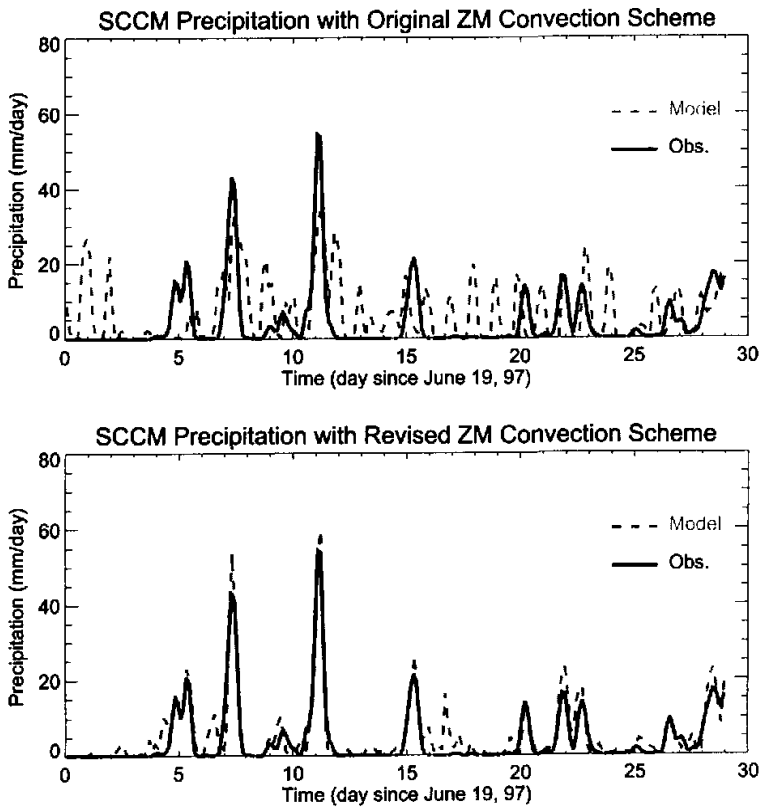 SCCM Precipitation with Original ZM Convection Scheme
80
60
40
20
0
Precipitation (mm/day)
Model
Obs.
0 5 10 15 20 25 30
Time (day since June 19, 97)
SCCM Precipitation with Revised ZM Convection Scheme
80
60
40
20
0
Precipitation (mm/day)
Model
Obs.
0 5 10 15 20 25 30
Time (day since June 19, 97)